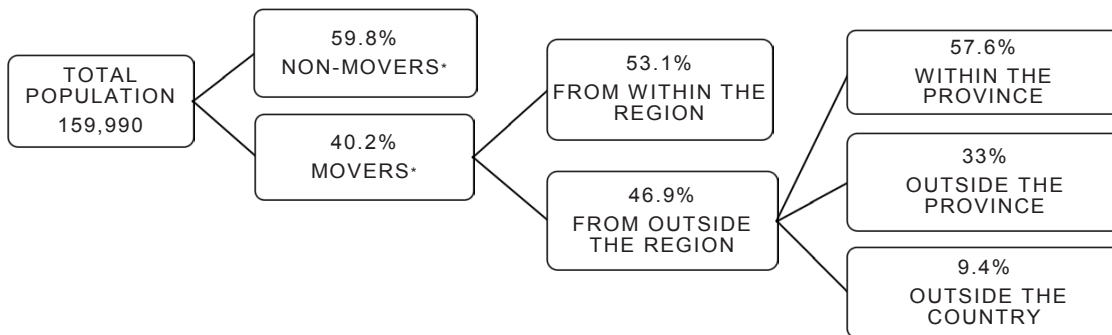 TOTAL
POPULATION
159,990
59.8%
NON-MOVERS*
40.2%
MOVERS*
53.1%
FROM WITHIN THE
REGION
46.9%
FROM OUTSIDE
THE REGION
57.6%
WITHIN THE
PROVINCE
33%
OUTSIDE THE
PROVINCE
9.4%
OUTSIDE THE
COUNTRY